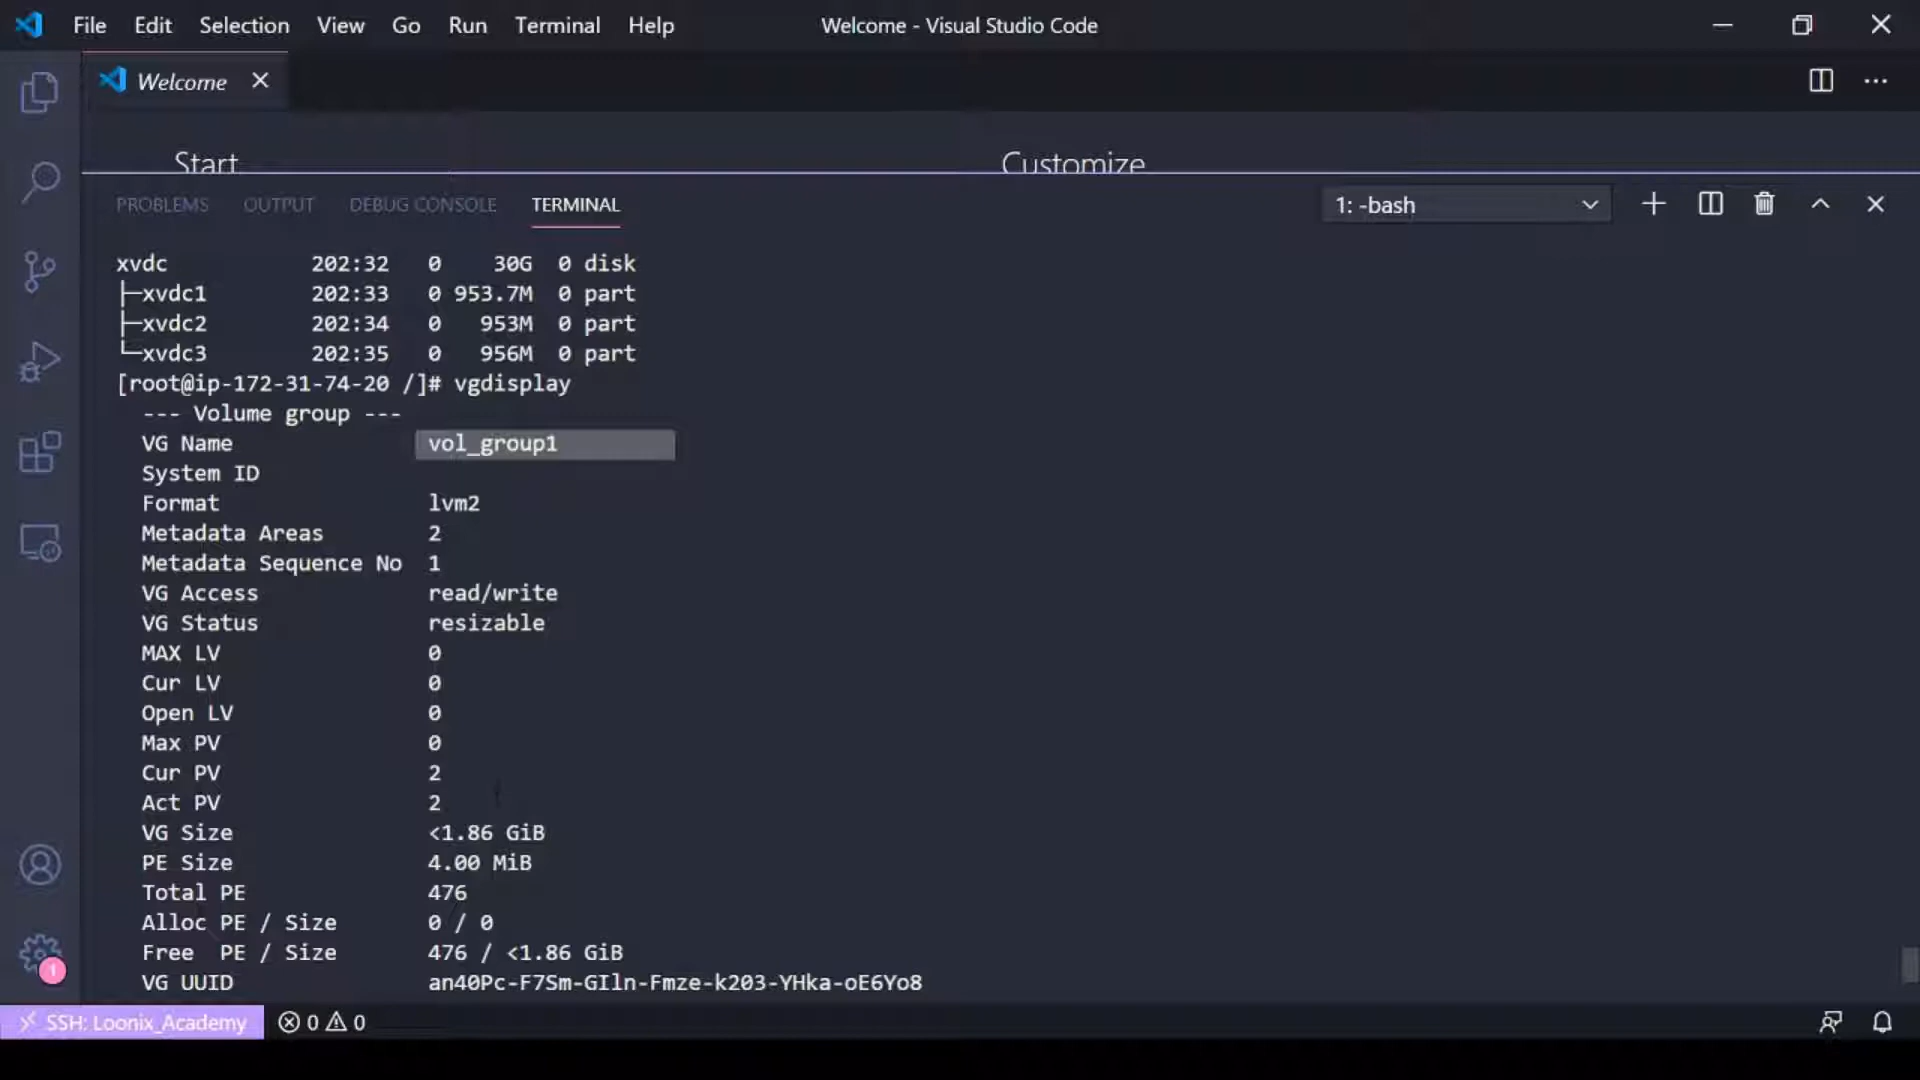 File Edit Selection View Go Run Terminal Help Welcome - Visual Studio Code
Welcome
Start Customize
PROBLEMS OUTPUT DEBUG CONSOLE TERMINAL 1: -bash
xvdc 202:32 0 30G 0 disk
├─xvdc1 202:33 0 953.7M 0 part
├─xvdc2 202:34 0 953M 0 part
└─xvdc3 202:35 0 956M 0 part
[root@ip-172-31-74-20 /]# vgdisplay
--- Volume group ---
VG Name vol_group1
System ID
Format lvm2
Metadata Areas 2
Metadata Sequence No 1
VG Access read/write
VG Status resizable
MAX LV 0
Cur LV 0
Open LV 0
Max PV 0
Cur PV 2
Act PV 2
VG Size <1.86 GiB
PE Size 4.00 MiB
Total PE 476
Alloc PE / Size 0 / 0
Free PE / Size 476 / <1.86 GiB
VG UUID an40Pc-F7Sm-GIln-Fmze-k203-YHka-oE6Yo8
1
SSH: Loonix_Academy 0 0